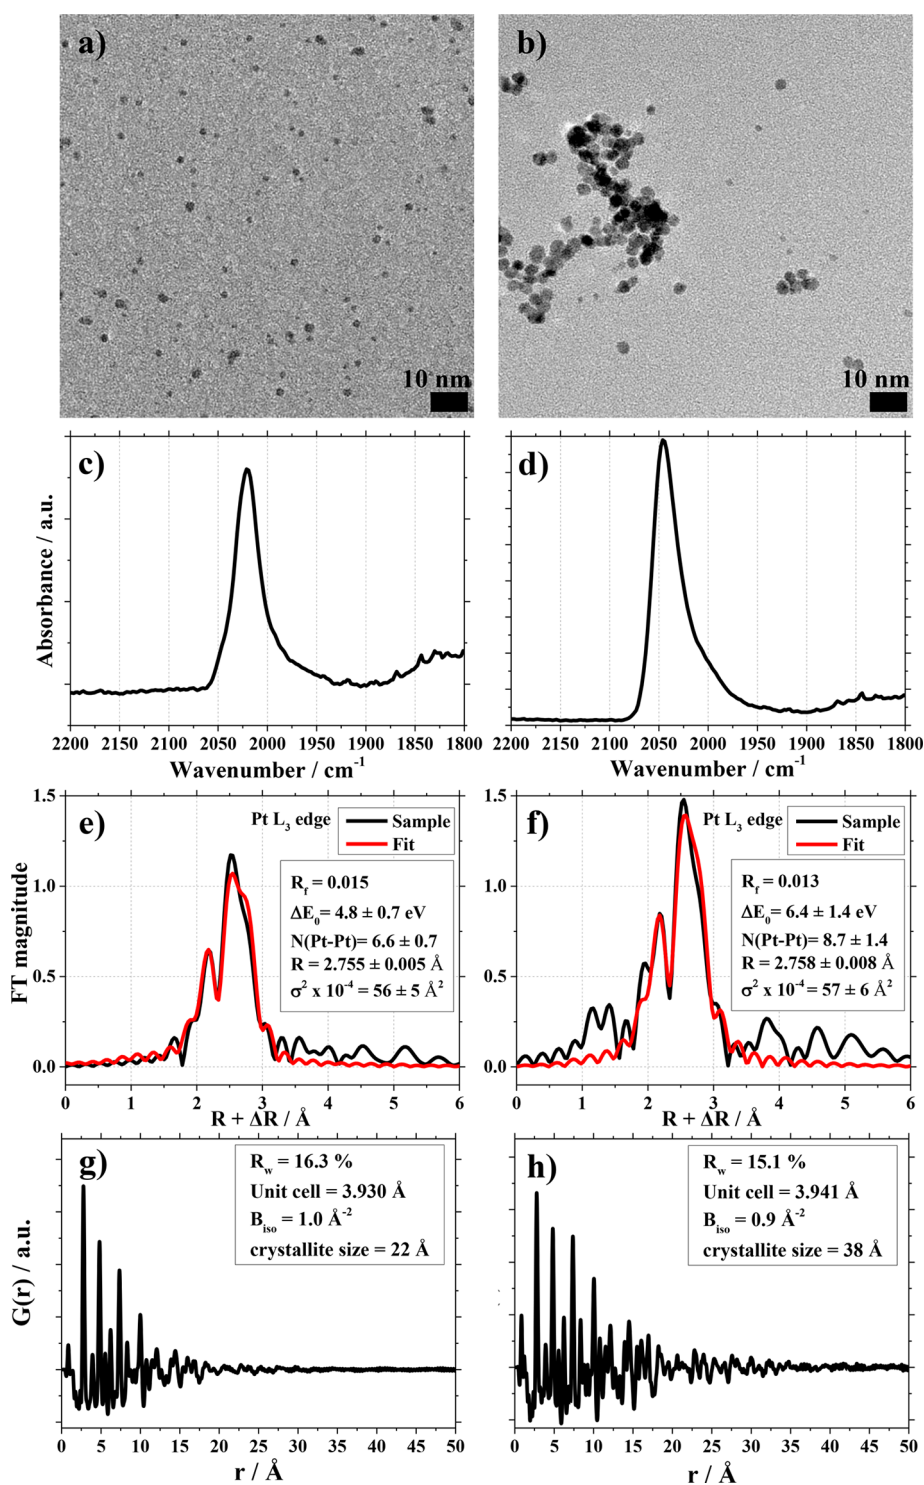 a)
b)
10 nm
10 nm
c)
d)
Absorbance / a.u.
2200 2150 2100 2050 2000 1950 1900 1850 1800
2200 2150 2100 2050 2000 1950 1900 1850 1800
Wavenumber / cm⁻¹
Wavenumber / cm⁻¹
e)
Pt L₃ edge
Sample
Fit
R_f = 0.015
ΔE₀= 4.8 ± 0.7 eV
N(Pt-Pt)= 6.6 ± 0.7
R = 2.755 ± 0.005 Å
σ² x 10⁻⁴ = 56 ± 5 Å²
FT magnitude
1.5
1.0
0.5
0.0
0 1 2 3 4 5 6
R + ΔR / Å
f)
Pt L₃ edge
Sample
Fit
R_f = 0.013
ΔE₀= 6.4 ± 1.4 eV
N(Pt-Pt)= 8.7 ± 1.4
R = 2.758 ± 0.008 Å
σ² x 10⁻⁴ = 57 ± 6 Å²
1.5
1.0
0.5
0.0
0 1 2 3 4 5 6
R + ΔR / Å
g)
R_w = 16.3 %
Unit cell = 3.930 Å
B_iso = 1.0 Å⁻²
crystallite size = 22 Å
G(r) / a.u.
0 5 10 15 20 25 30 35 40 45 50
r / Å
h)
R_w = 15.1 %
Unit cell = 3.941 Å
B_iso = 0.9 Å⁻²
crystallite size = 38 Å
0 5 10 15 20 25 30 35 40 45 50
r / Å